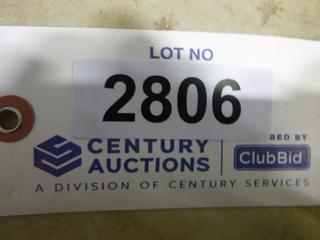 LOT NO
2806
CENTURY AUCTIONS
RED BY
ClubBid
A DIVISION OF CENTURY SERVICES